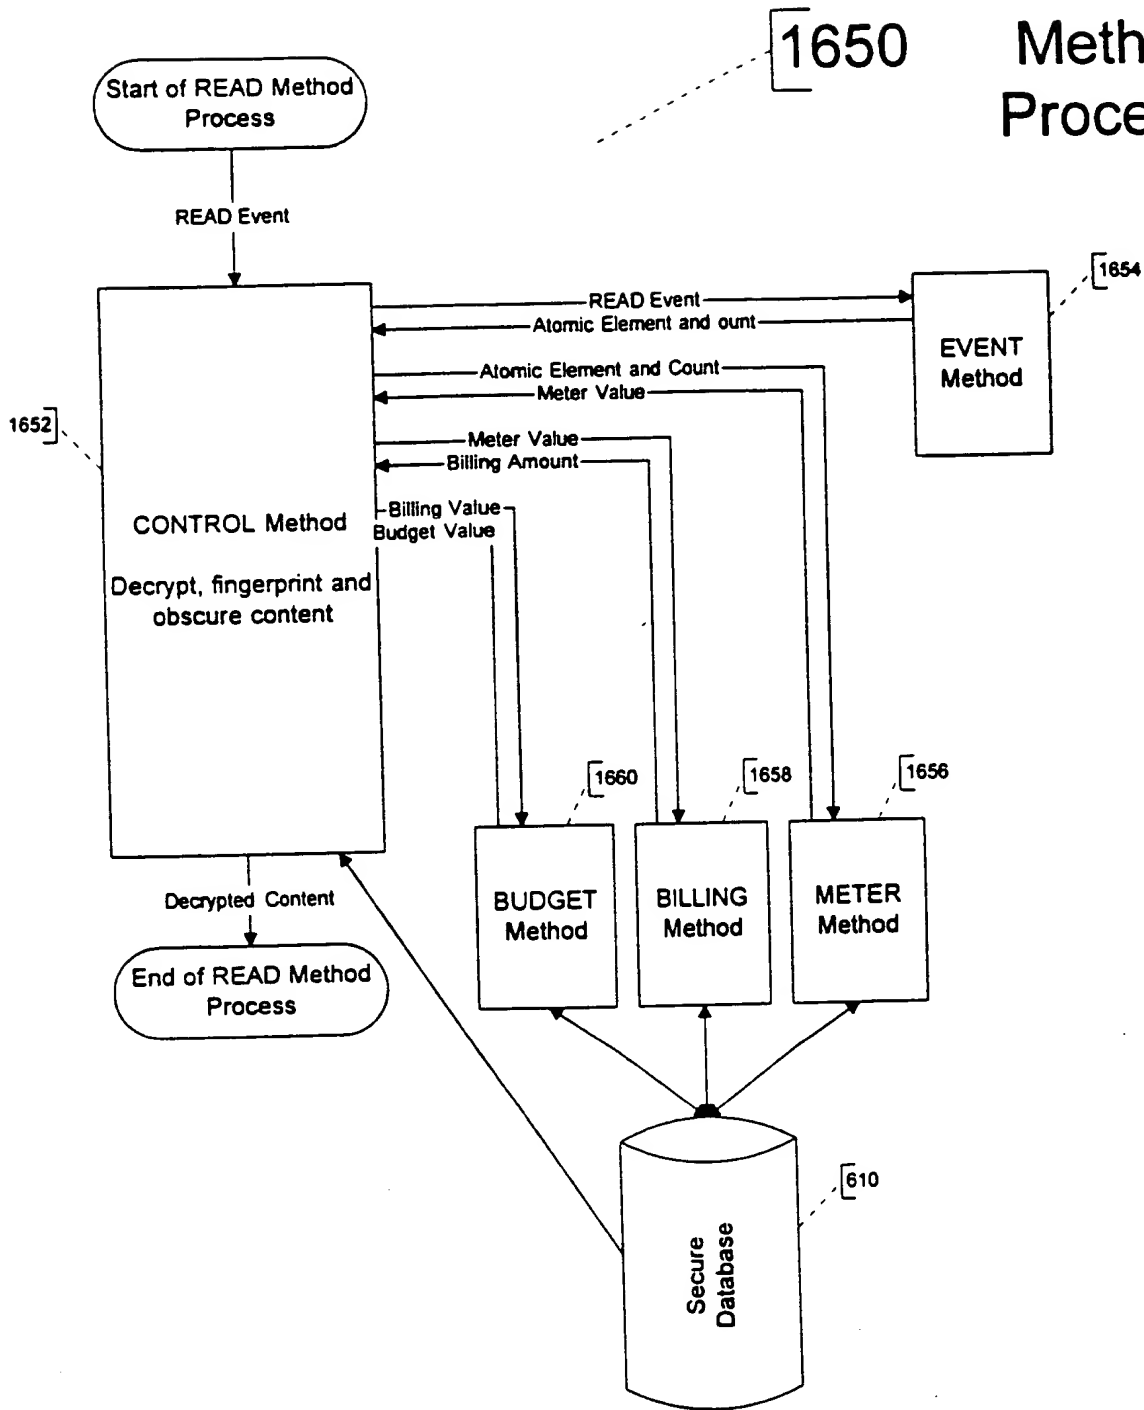 1650 Meth
Proce
Start of READ Method
Process
READ Event
1654
READ Event
Atomic Element and ount
EVENT
Method
Atomic Element and Count
Meter Value
1652
Meter Value
Billing Amount
Billing Value
Budget Value
CONTROL Method
Decrypt, fingerprint and
obscure content
1660
1658
1656
BUDGET
Method
BILLING
Method
METER
Method
Decrypted Content
End of READ Method
Process
610
Secure
Database